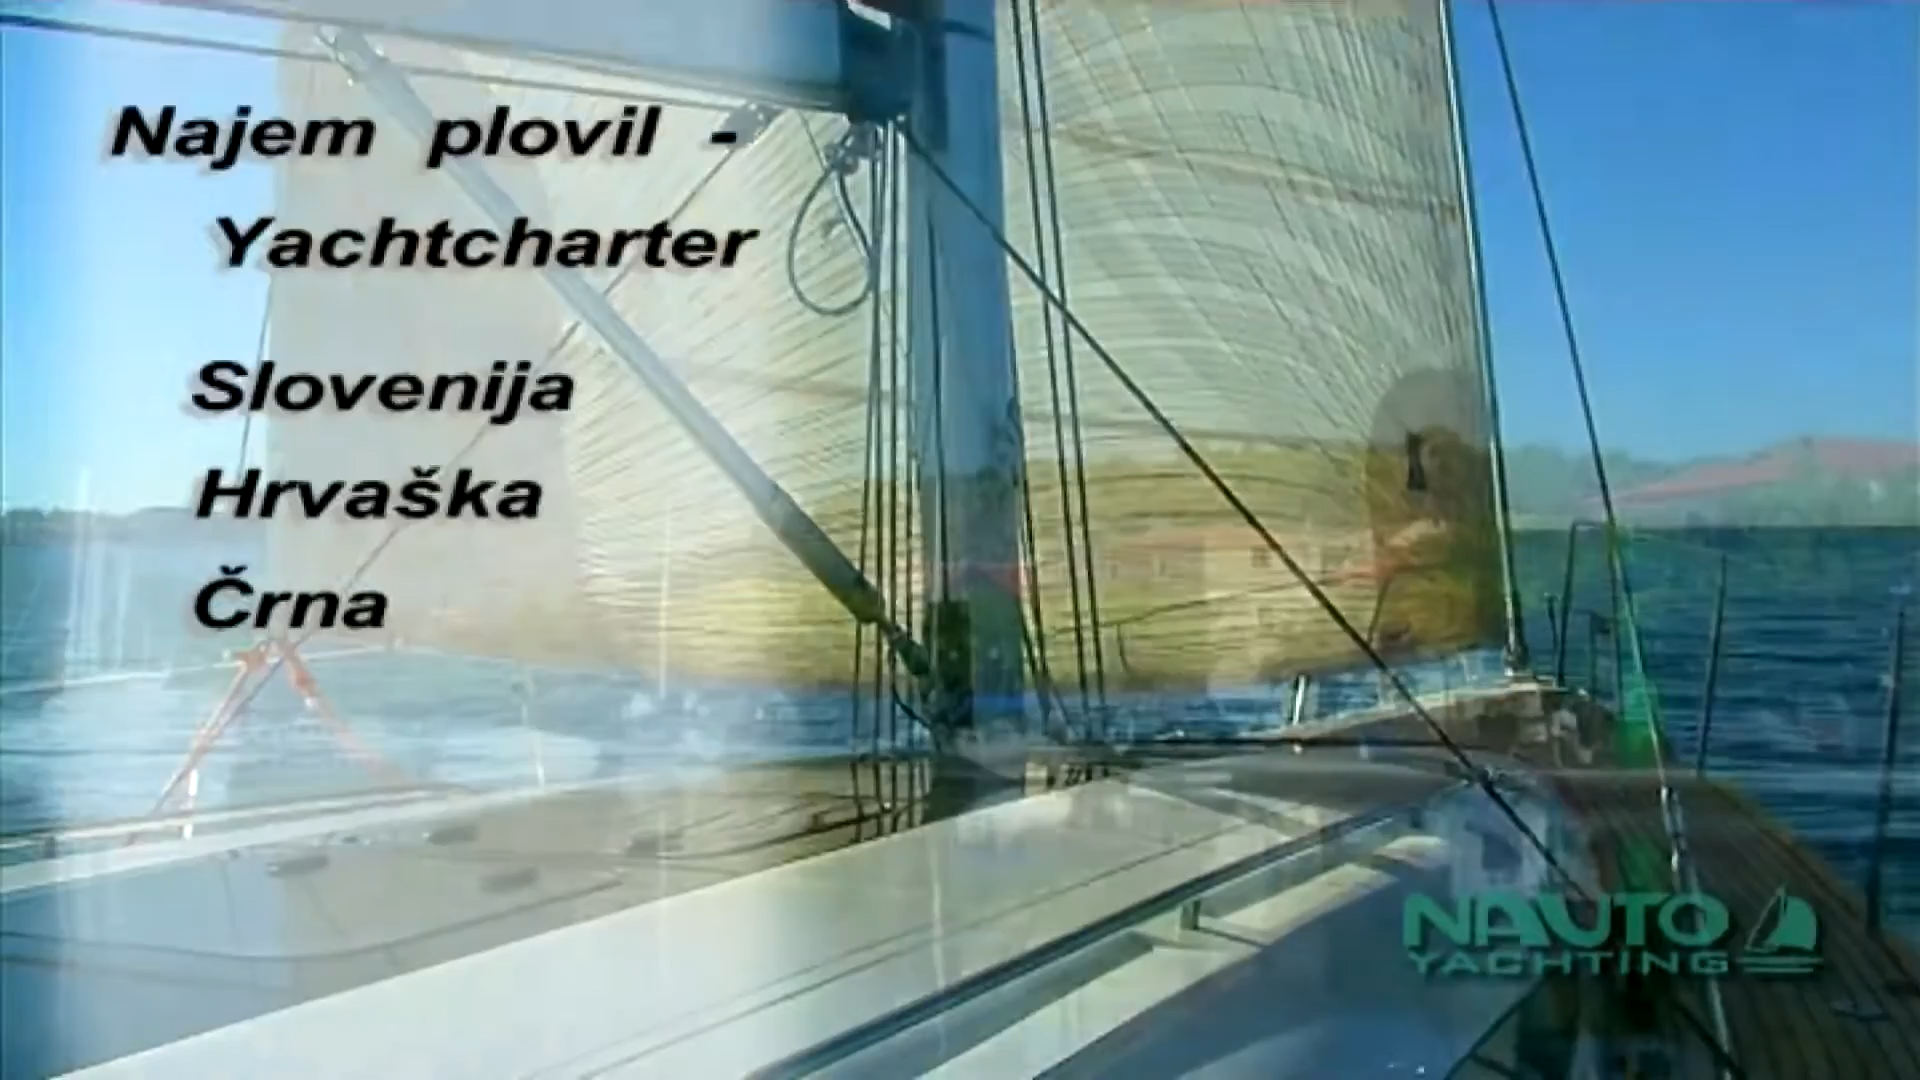 Najem plovil -
Yachtcharter
Slovenija
Hrvaška
Črna
NAUTO
YACHTING